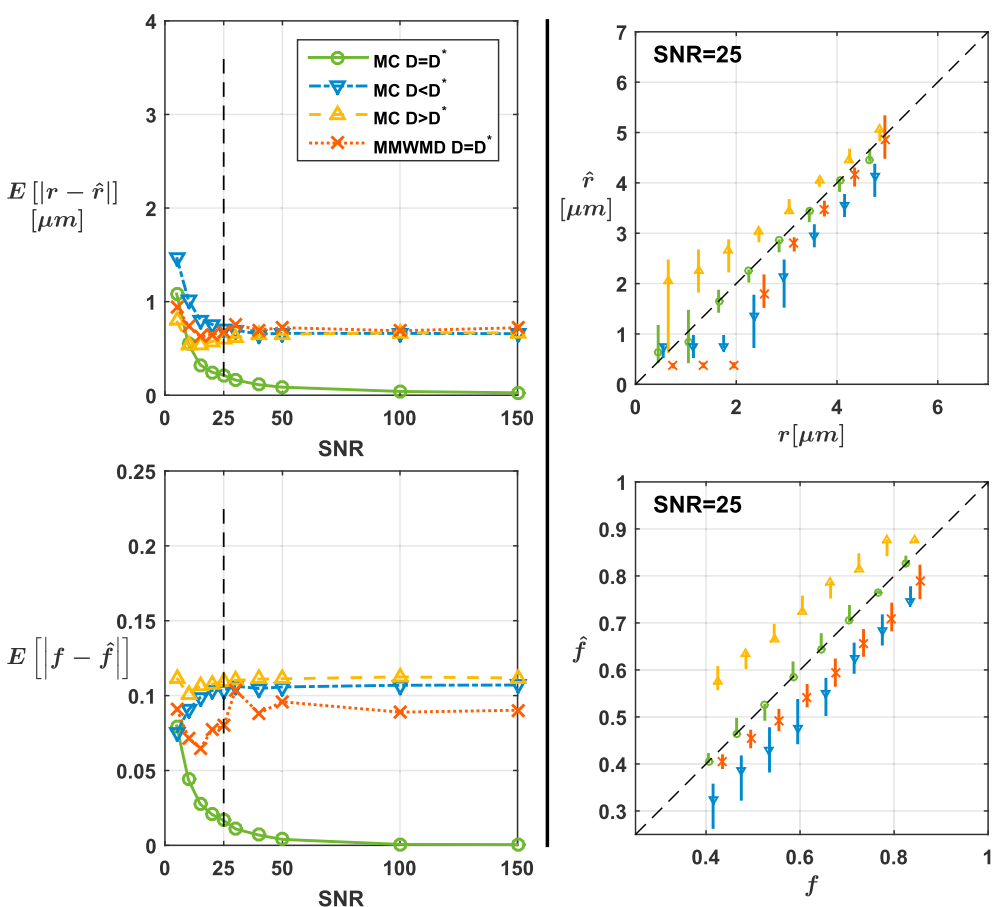 4
3
2
1
0
E [|r − r̂|]
[μm]
MC D=D*
MC D<D*
MC D>D*
MMWMD D=D*
0 25 50 100 150
SNR
0.25
0.2
0.15
0.1
0.05
0
E [|f − f̂|]
0 25 50 100 150
SNR
SNR=25
7
6
5
4
3
2
1
0
r̂
[μm]
0 2 4 6
r[μm]
SNR=25
1
0.9
0.8
0.7
0.6
0.5
0.4
0.3
f̂
0.4 0.6 0.8 1
f